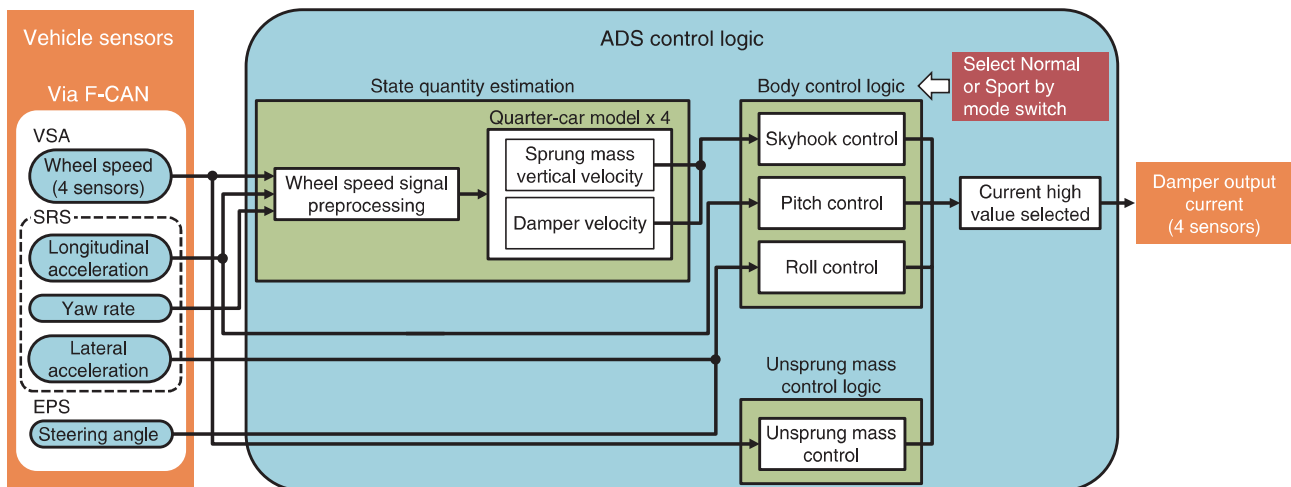 Vehicle sensors
Via F-CAN
VSA
Wheel speed
(4 sensors)
SRS
Longitudinal
acceleration
Yaw rate
Lateral
acceleration
EPS
Steering angle
ADS control logic
State quantity estimation
Wheel speed signal
preprocessing
Quarter-car model x 4
Sprung mass
vertical velocity
Damper velocity
Body control logic
Select Normal
or Sport by
mode switch
Skyhook control
Pitch control
Roll control
Unsprung mass
control logic
Unsprung mass
control
Current high
value selected
Damper output
current
(4 sensors)